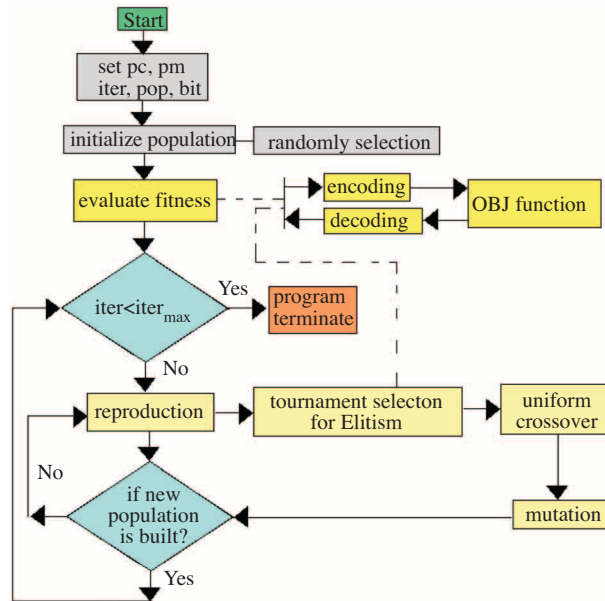 Start
set pc, pm
iter, pop, bit
initialize population
randomly selection
evaluate fitness
encoding
decoding
OBJ function
iter<iter_max
Yes
program
terminate
No
reproduction
tournament selecton
for Elitism
uniform
crossover
No
if new
population
is built?
mutation
Yes